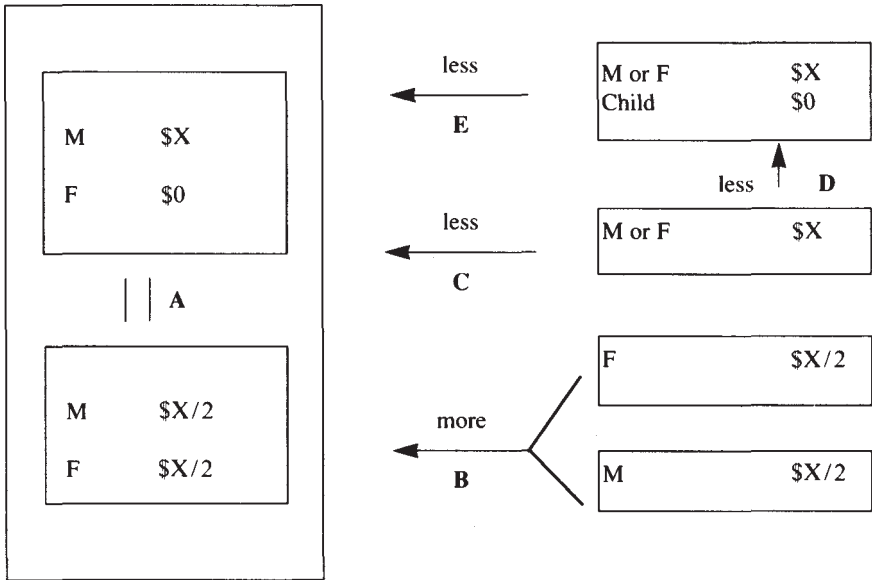 M $X
F $0
A
M $X/2
F $X/2
less
E
less
C
more
B
M or F $X
Child $0
less D
M or F $X
F $X/2
M $X/2